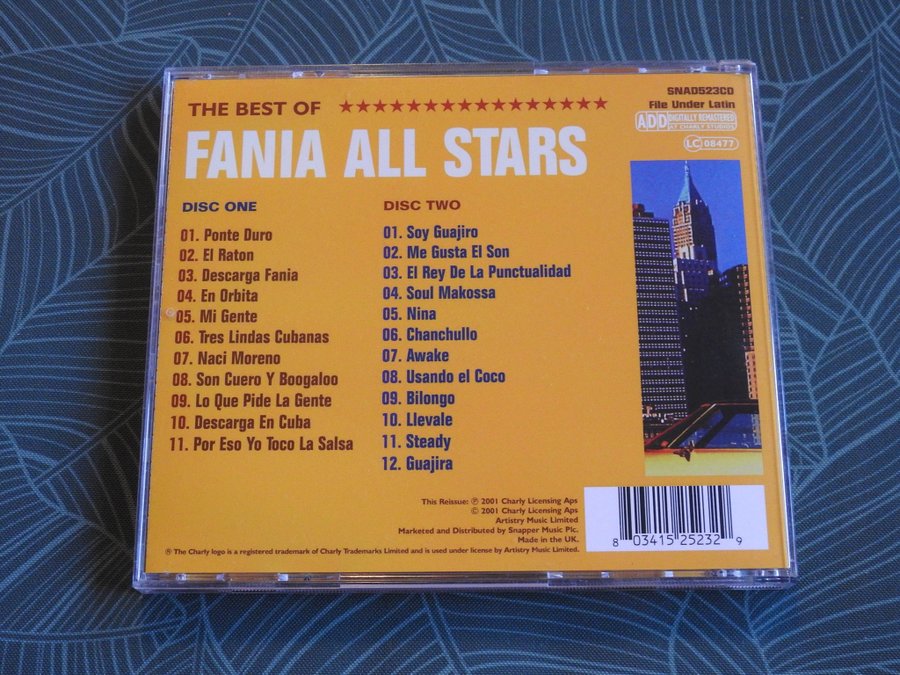 THE BEST OF ★★★★★★★★★★★★★★★★
FANIA ALL STARS
SNAD523CD
File Under Latin
ADD DIGITALLY REMASTERED
AT CHARLY STUDIOS
LC 08477
DISC ONE
01. Ponte Duro
02. El Raton
03. Descarga Fania
04. En Orbita
05. Mi Gente
06. Tres Lindas Cubanas
07. Naci Moreno
08. Son Cuero Y Boogaloo
09. Lo Que Pide La Gente
10. Descarga En Cuba
11. Por Eso Yo Toco La Salsa
DISC TWO
01. Soy Guajiro
02. Me Gusta El Son
03. El Rey De La Punctualidad
04. Soul Makossa
05. Nina
06. Chanchullo
07. Awake
08. Usando el Coco
09. Bilongo
10. Llevale
11. Steady
12. Guajira
This Reissue: ℗ 2001 Charly Licensing Aps
© 2001 Charly Licensing Aps
Artistry Music Limited
Marketed and Distributed by Snapper Music Plc.
Made in the UK.
® The Charly logo is a registered trademark of Charly Trademarks Limited and is used under license by Artistry Music Limited.
8 03415 25232 9